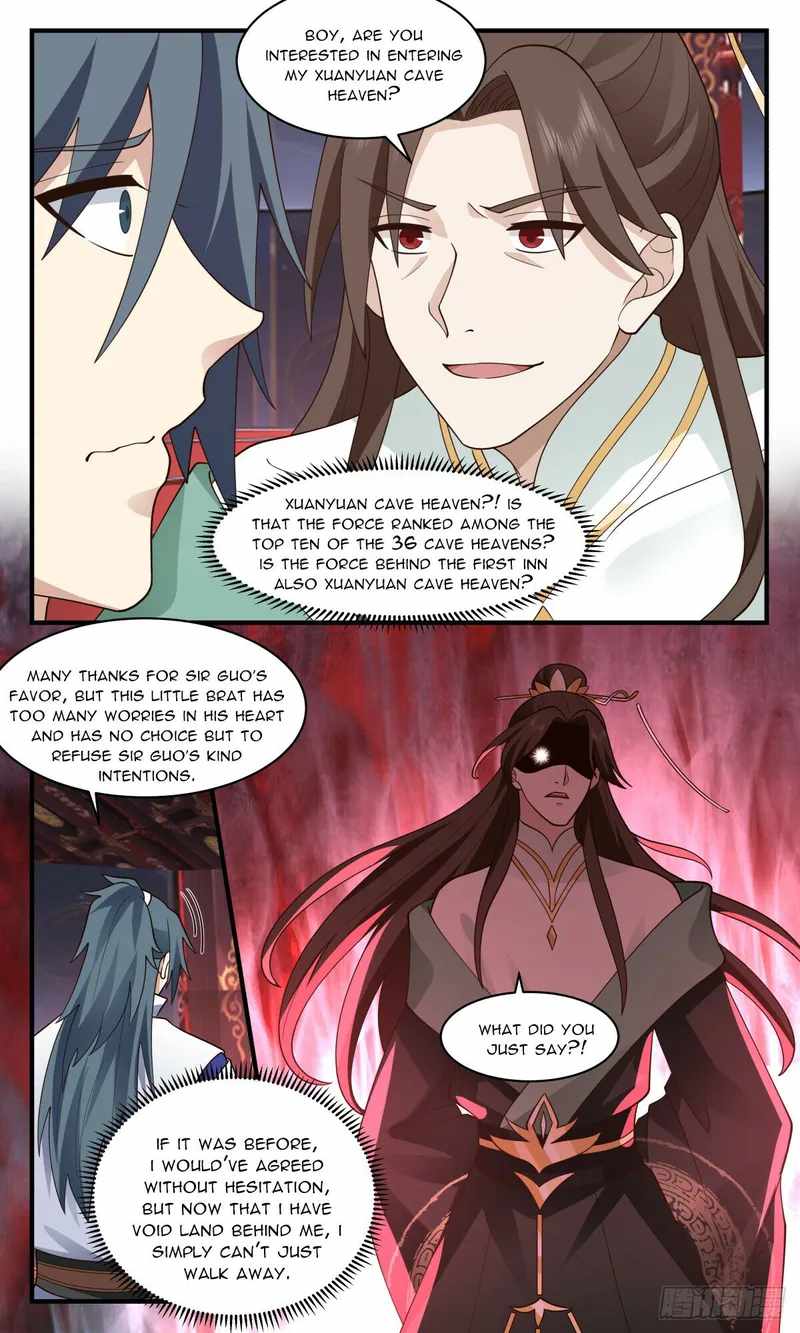 BOY, ARE YOU
INTERESTED IN ENTERING
MY XUANYUAN CAVE
HEAVEN?
XUANYUAN CAVE HEAVEN?! IS
THAT THE FORCE RANKED AMONG THE
TOP TEN OF THE 36 CAVE HEAVENS?
IS THE FORCE BEHIND THE FIRST INN
ALSO XUANYUAN CAVE HEAVEN?
MANY THANKS FOR SIR GUO'S
FAVOR, BUT THIS LITTLE BRAT HAS
TOO MANY WORRIES IN HIS HEART
AND HAS NO CHOICE BUT TO
REFUSE SIR GUO'S KIND
INTENTIONS.
WHAT DID YOU
JUST SAY?!
IF IT WAS BEFORE,
I WOULD'VE AGREED
WITHOUT HESITATION,
BUT NOW THAT I HAVE
VOID LAND BEHIND ME, I
SIMPLY CAN'T JUST
WALK AWAY.
腾讯动漫